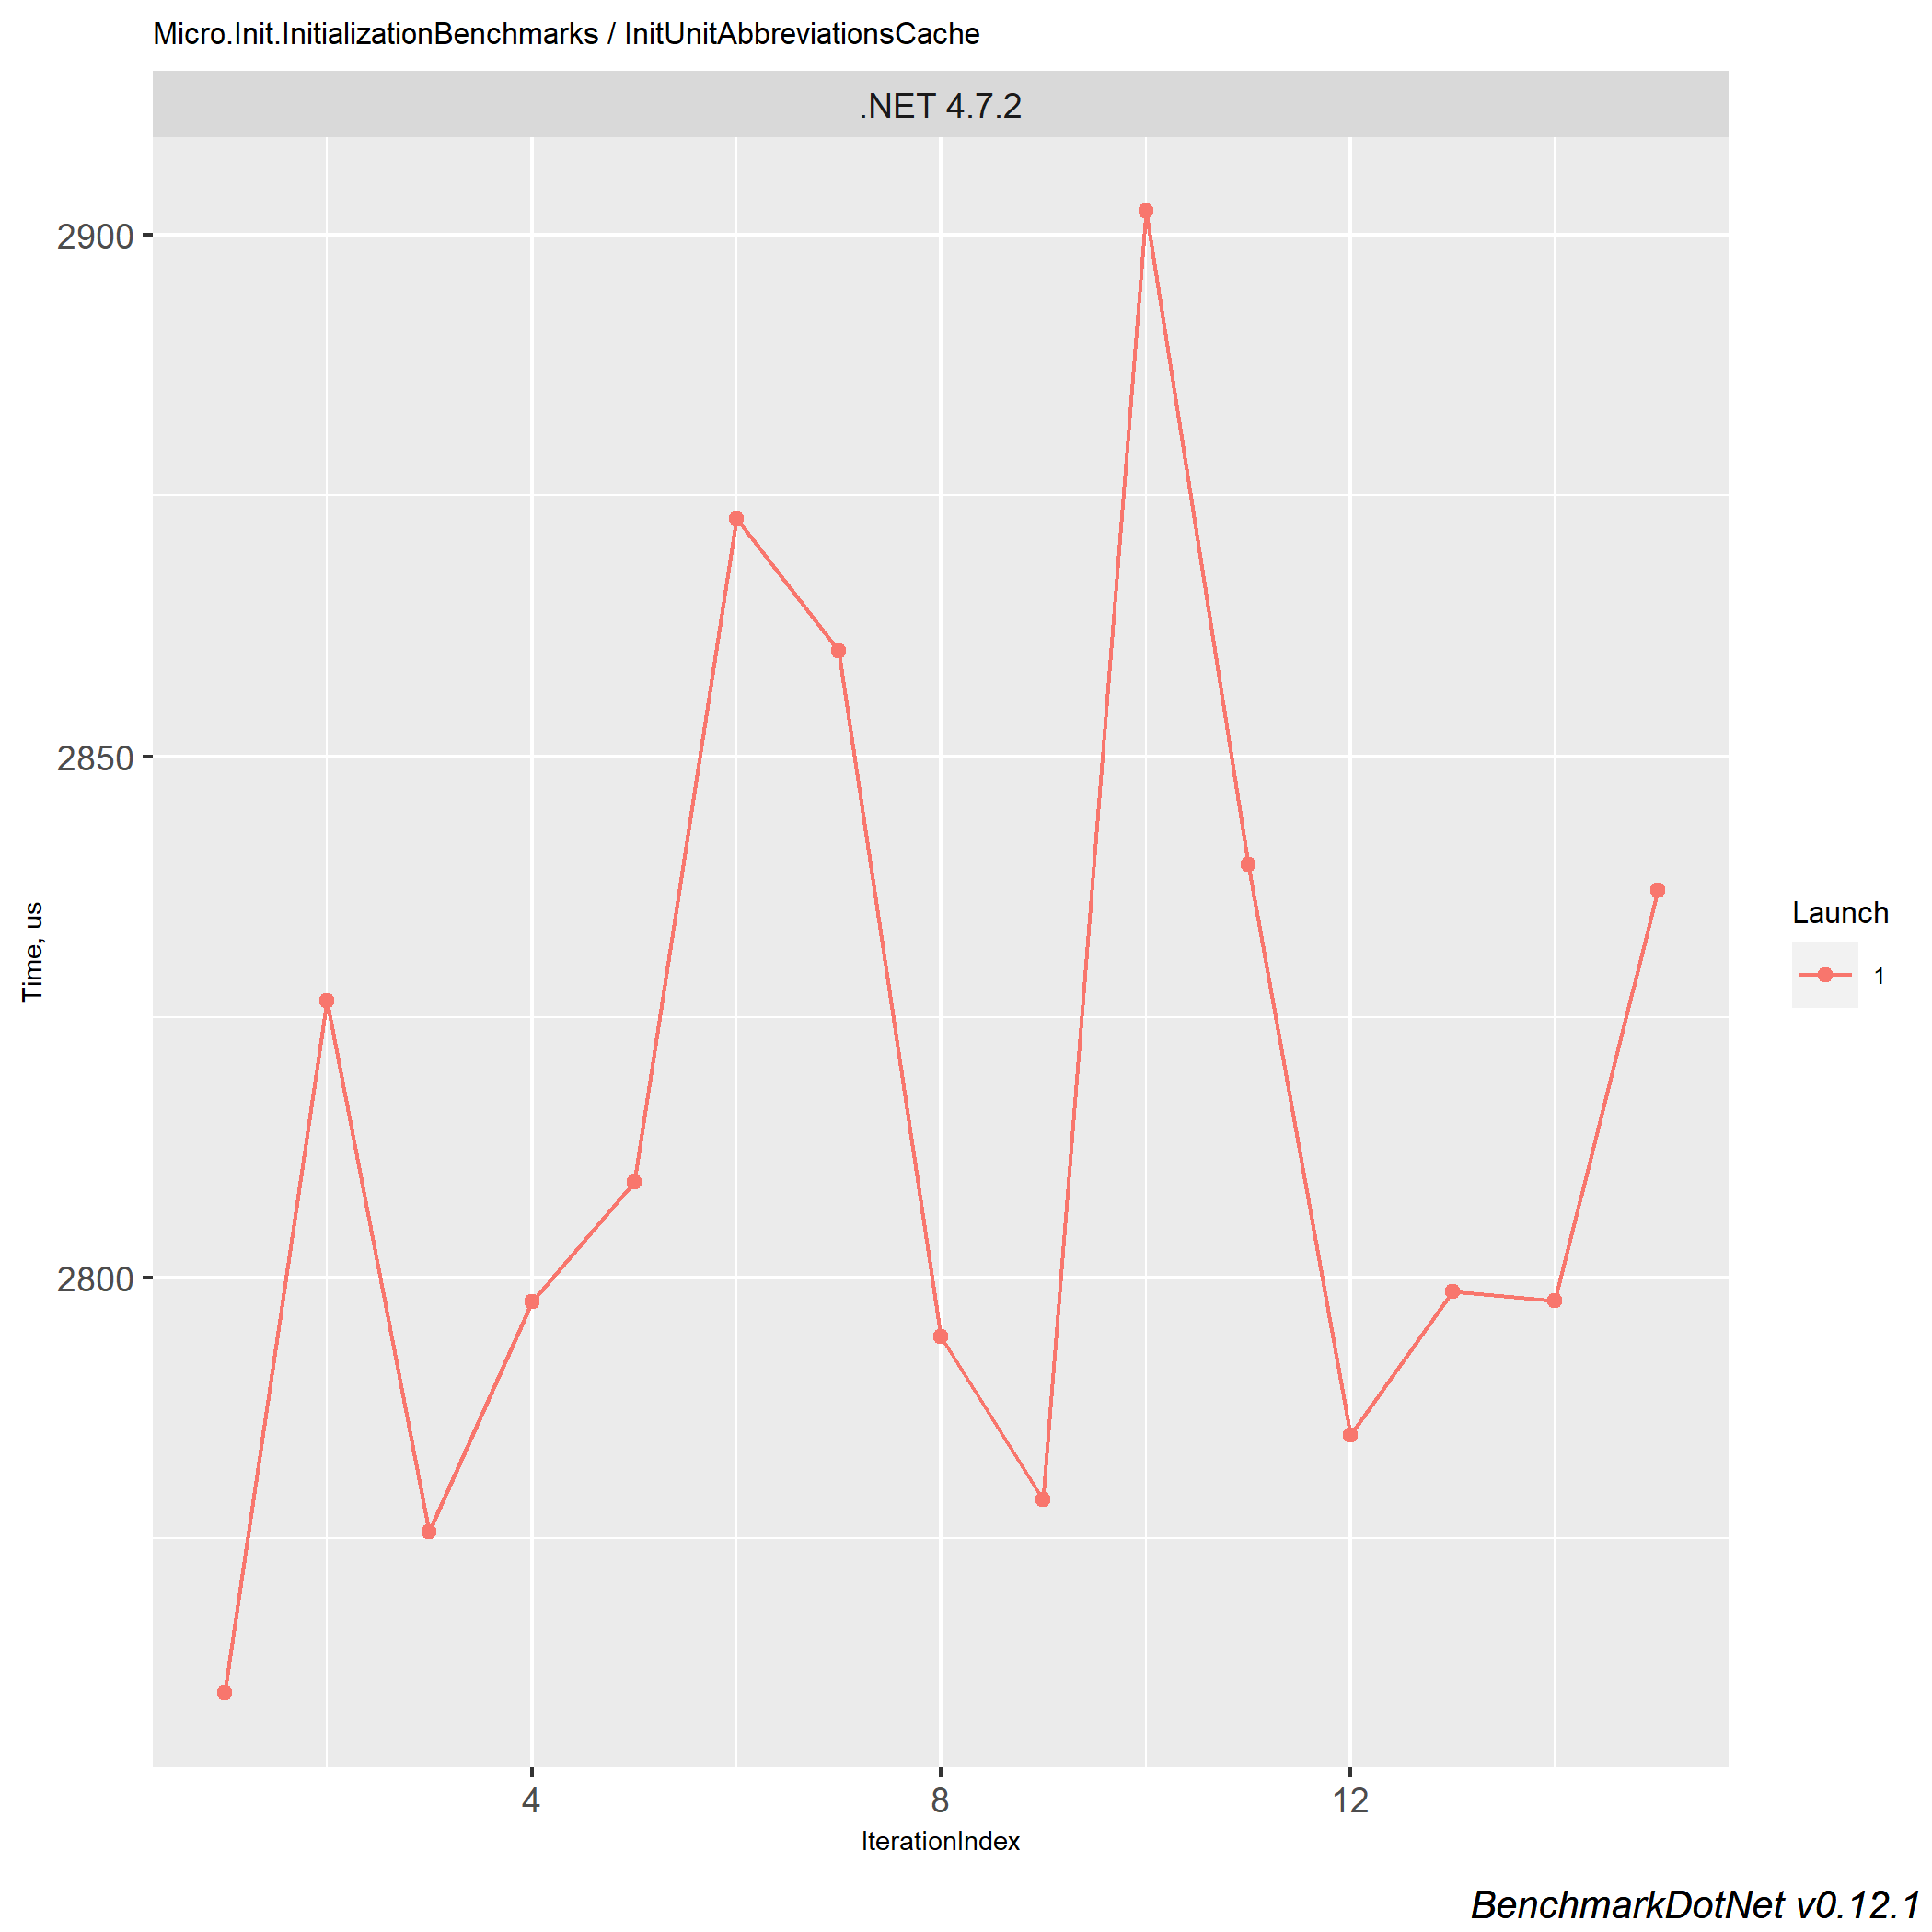 Micro.Init.InitializationBenchmarks / InitUnitAbbreviationsCache
.NET 4.7.2
2900
2850
2800
Time, us
4
8
12
IterationIndex
Launch
1
BenchmarkDotNet v0.12.1